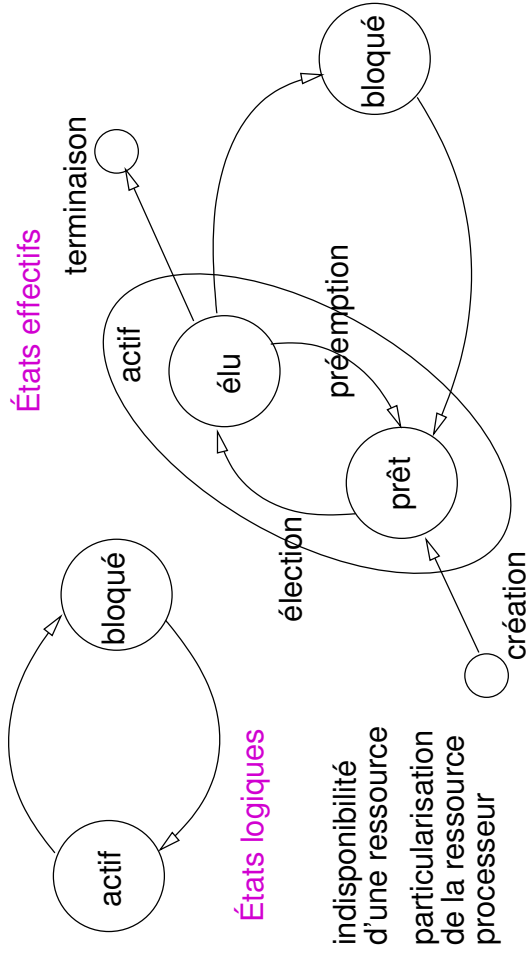 actif
bloqué
États logiques
indisponibilité
d'une ressource
particularisation
de la ressource
processeur
États effectifs
terminaison
actif
élu
bloqué
préemption
élection
prêt
création